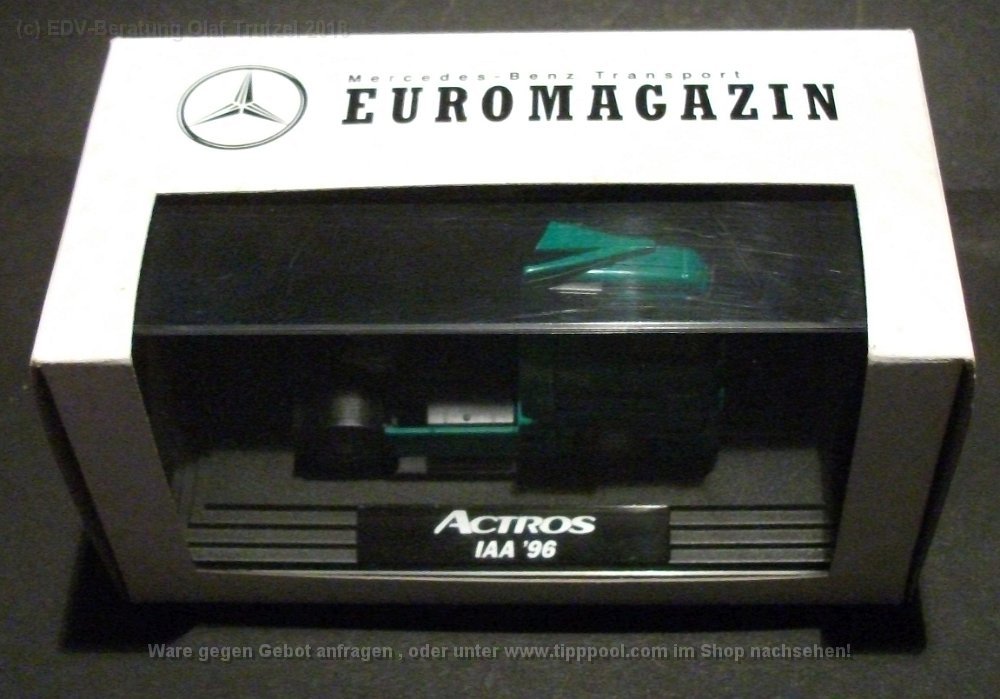 (c) EDV-Beratung Olaf Trutzel 2018
Mercedes-Benz Transport
EUROMAGAZIN
ACTROS
IAA '96
Ware gegen Gebot anfragen , oder unter www.tipppool.com im Shop nachsehen!